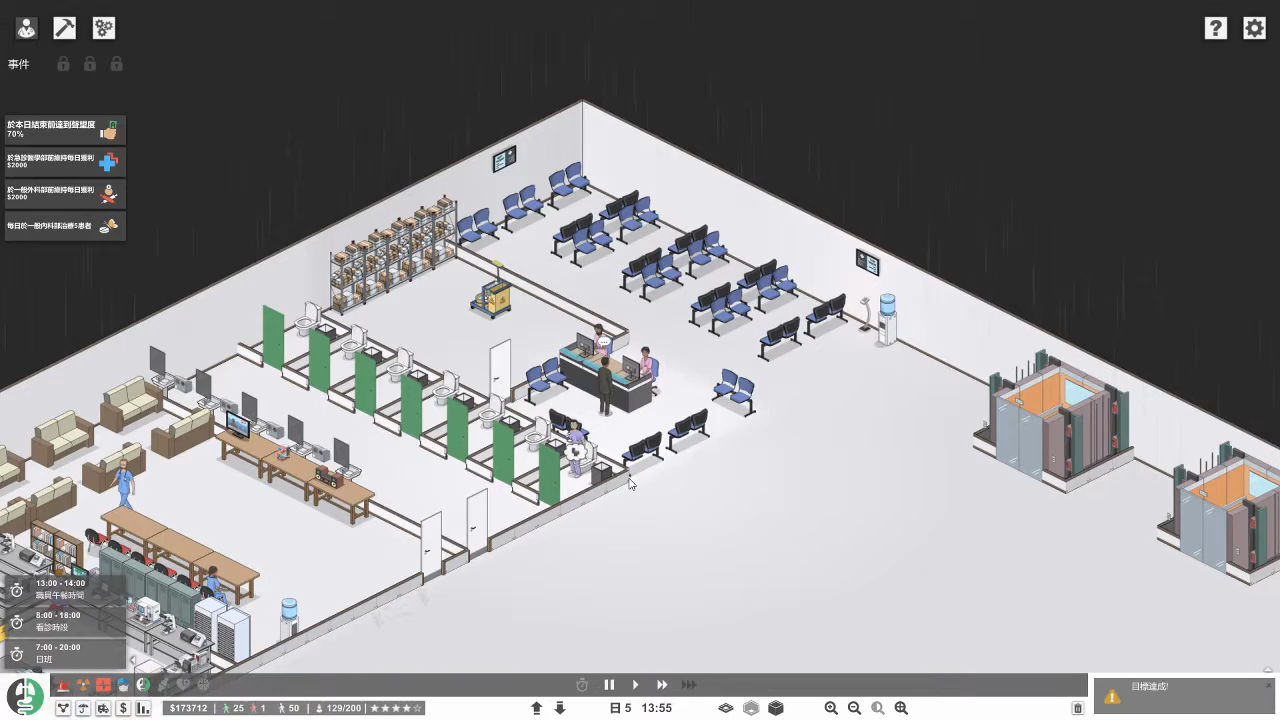 事件
於本日結束前達到聲望度
70%
於急診醫學部前維持每日獲利
$2000
於一般外科部前維持每日獲利
$2000
每日於一般內科部治療5患者
13:00 - 14:00
職員午餐時間
8:00 - 18:00
看診時段
7:00 - 20:00
日班
$173712 25 1 50 129/200
日 5 13:55
目標達成!